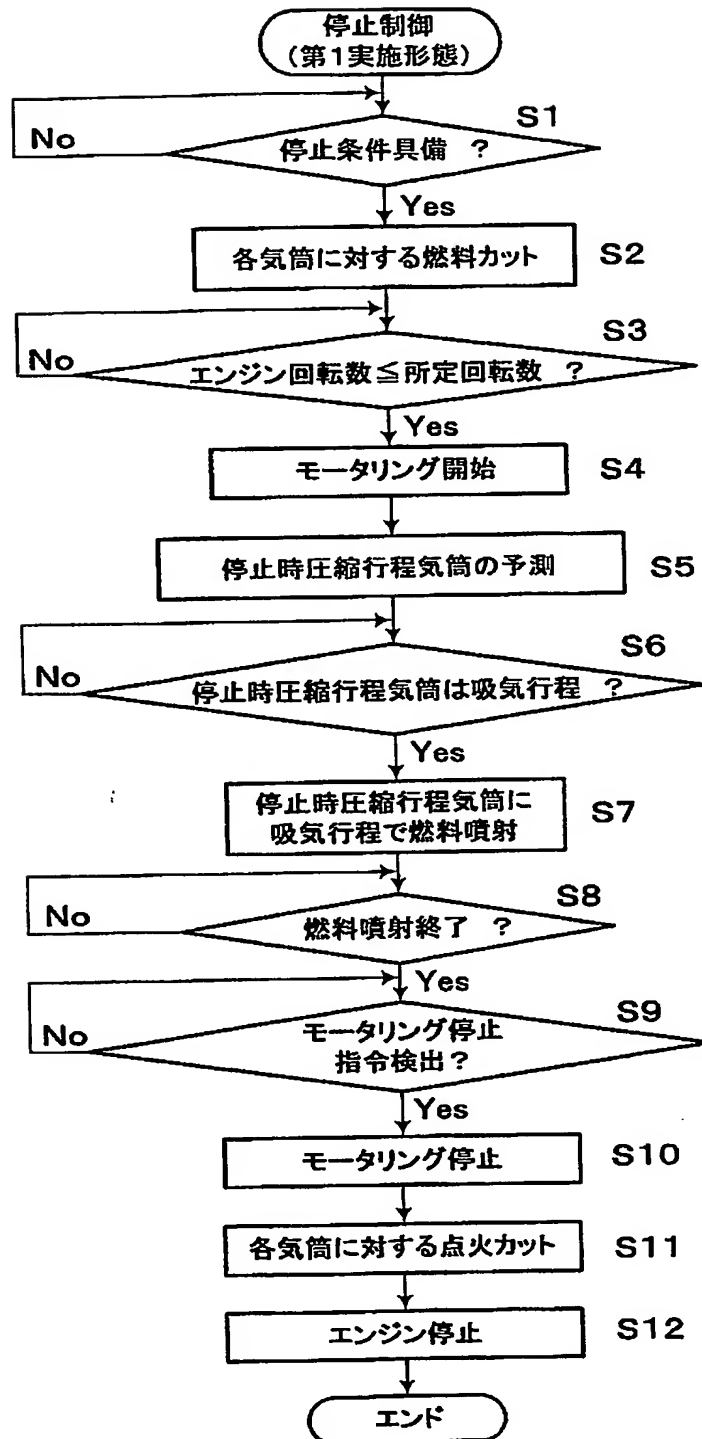 停止制御
（第１実施形態）
S1
No
停止条件具備 ？
Yes
各気筒に対する燃料カット
S2
S3
No
エンジン回転数≦所定回転数 ？
Yes
モータリング開始
S4
停止時圧縮行程気筒の予測
S5
S6
No
停止時圧縮行程気筒は吸気行程 ？
Yes
停止時圧縮行程気筒に
吸気行程で燃料噴射
S7
S8
No
燃料噴射終了 ？
Yes
S9
No
モータリング停止
指令検出？
Yes
モータリング停止
S10
各気筒に対する点火カット
S11
エンジン停止
S12
エンド